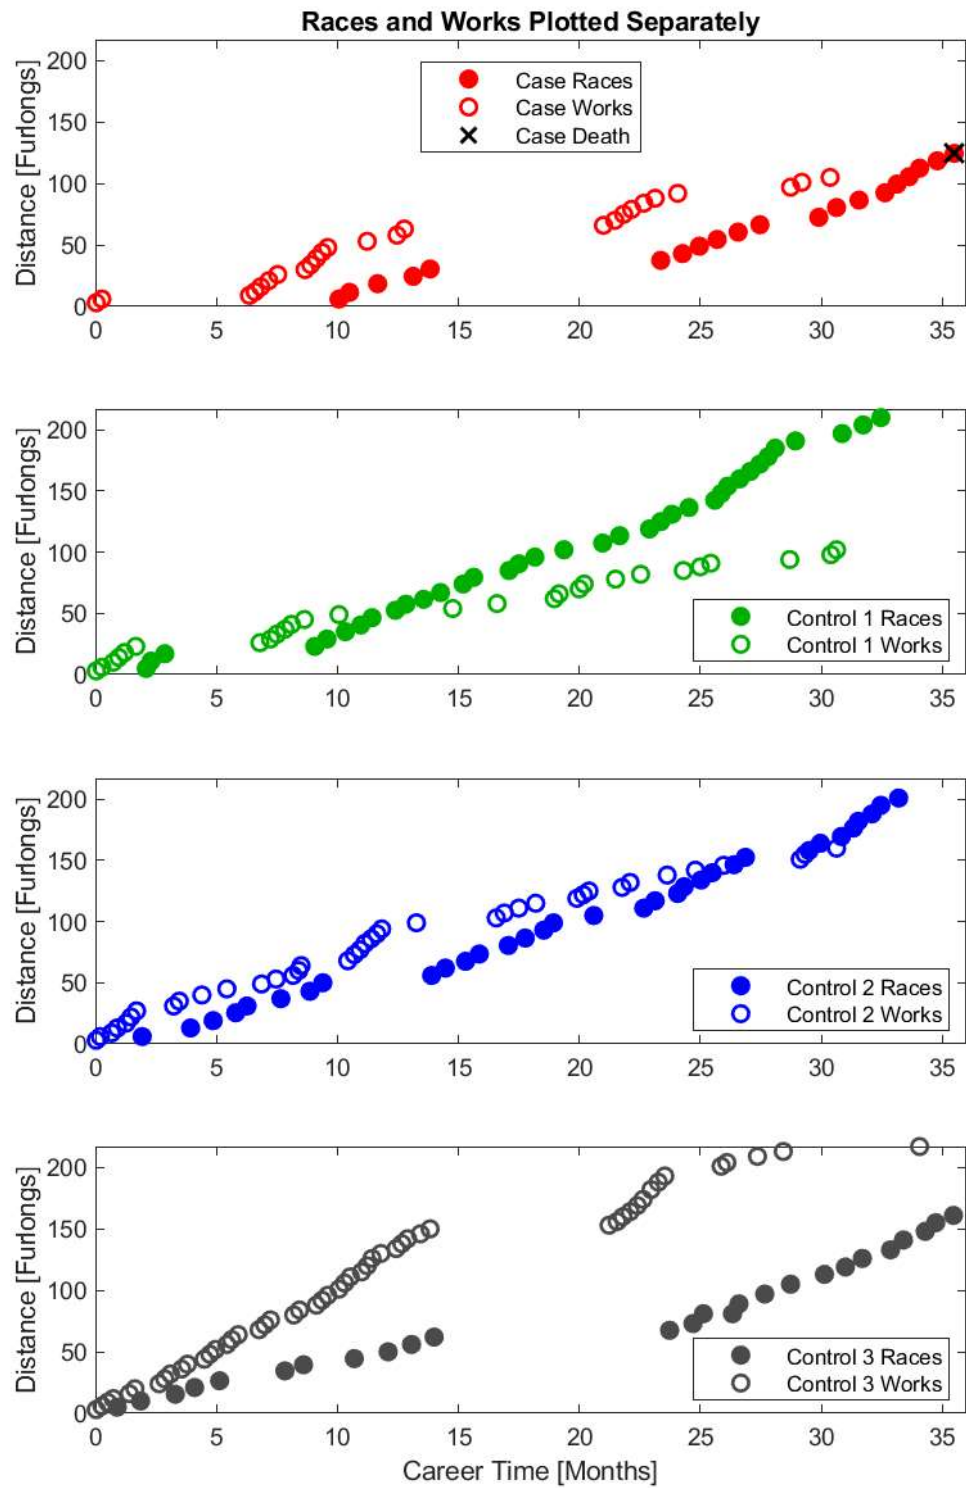 Races and Works Plotted Separately
200
150
100
50
0
Distance [Furlongs]
Case Races
Case Works
Case Death
0 5 10 15 20 25 30 35
200
150
100
50
0
Distance [Furlongs]
Control 1 Races
Control 1 Works
0 5 10 15 20 25 30 35
200
150
100
50
0
Distance [Furlongs]
Control 2 Races
Control 2 Works
0 5 10 15 20 25 30 35
200
150
100
50
0
Distance [Furlongs]
Control 3 Races
Control 3 Works
0 5 10 15 20 25 30 35
Career Time [Months]